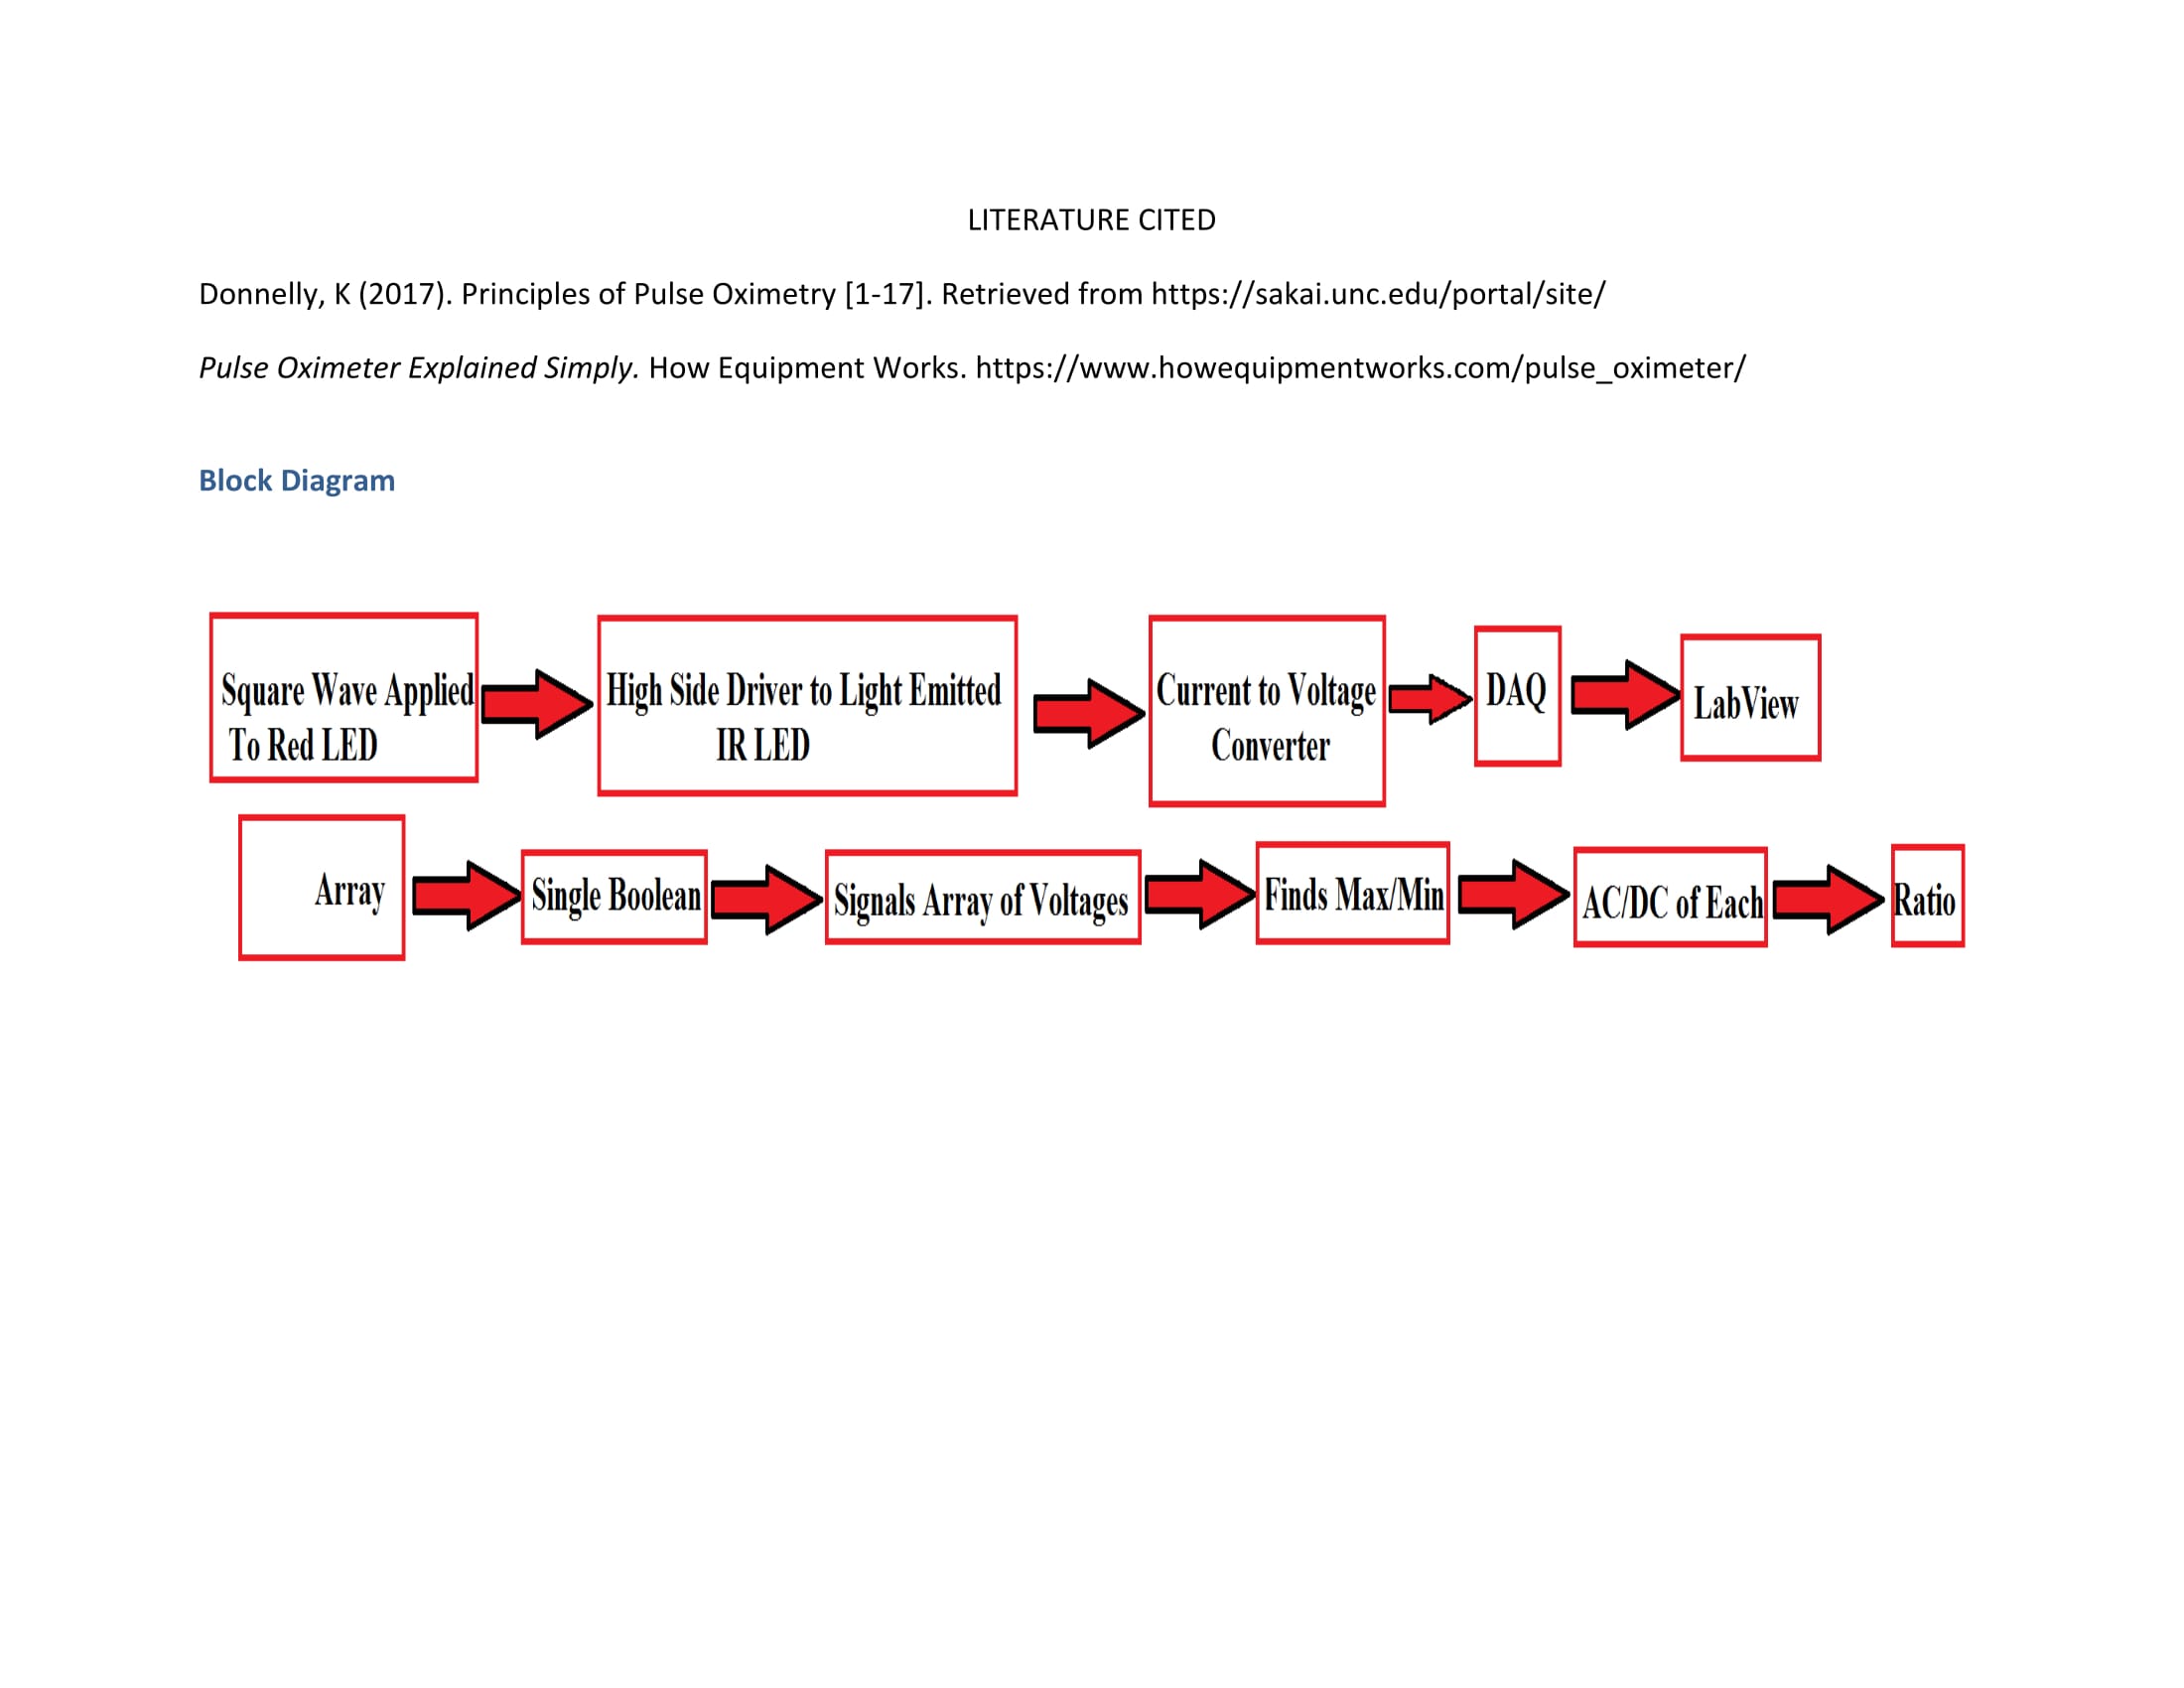 LITERATURE CITED
Donnelly, K (2017). Principles of Pulse Oximetry [1-17]. Retrieved from https://sakai.unc.edu/portal/site/
Pulse Oximeter Explained Simply. How Equipment Works. https://www.howequipmentworks.com/pulse_oximeter/
Block Diagram
Square Wave Applied
To Red LED
High Side Driver to Light Emitted
IR LED
Current to Voltage
Converter
DAQ
LabView
Array
Single Boolean
Signals Array of Voltages
Finds Max/Min
AC/DC of Each
Ratio